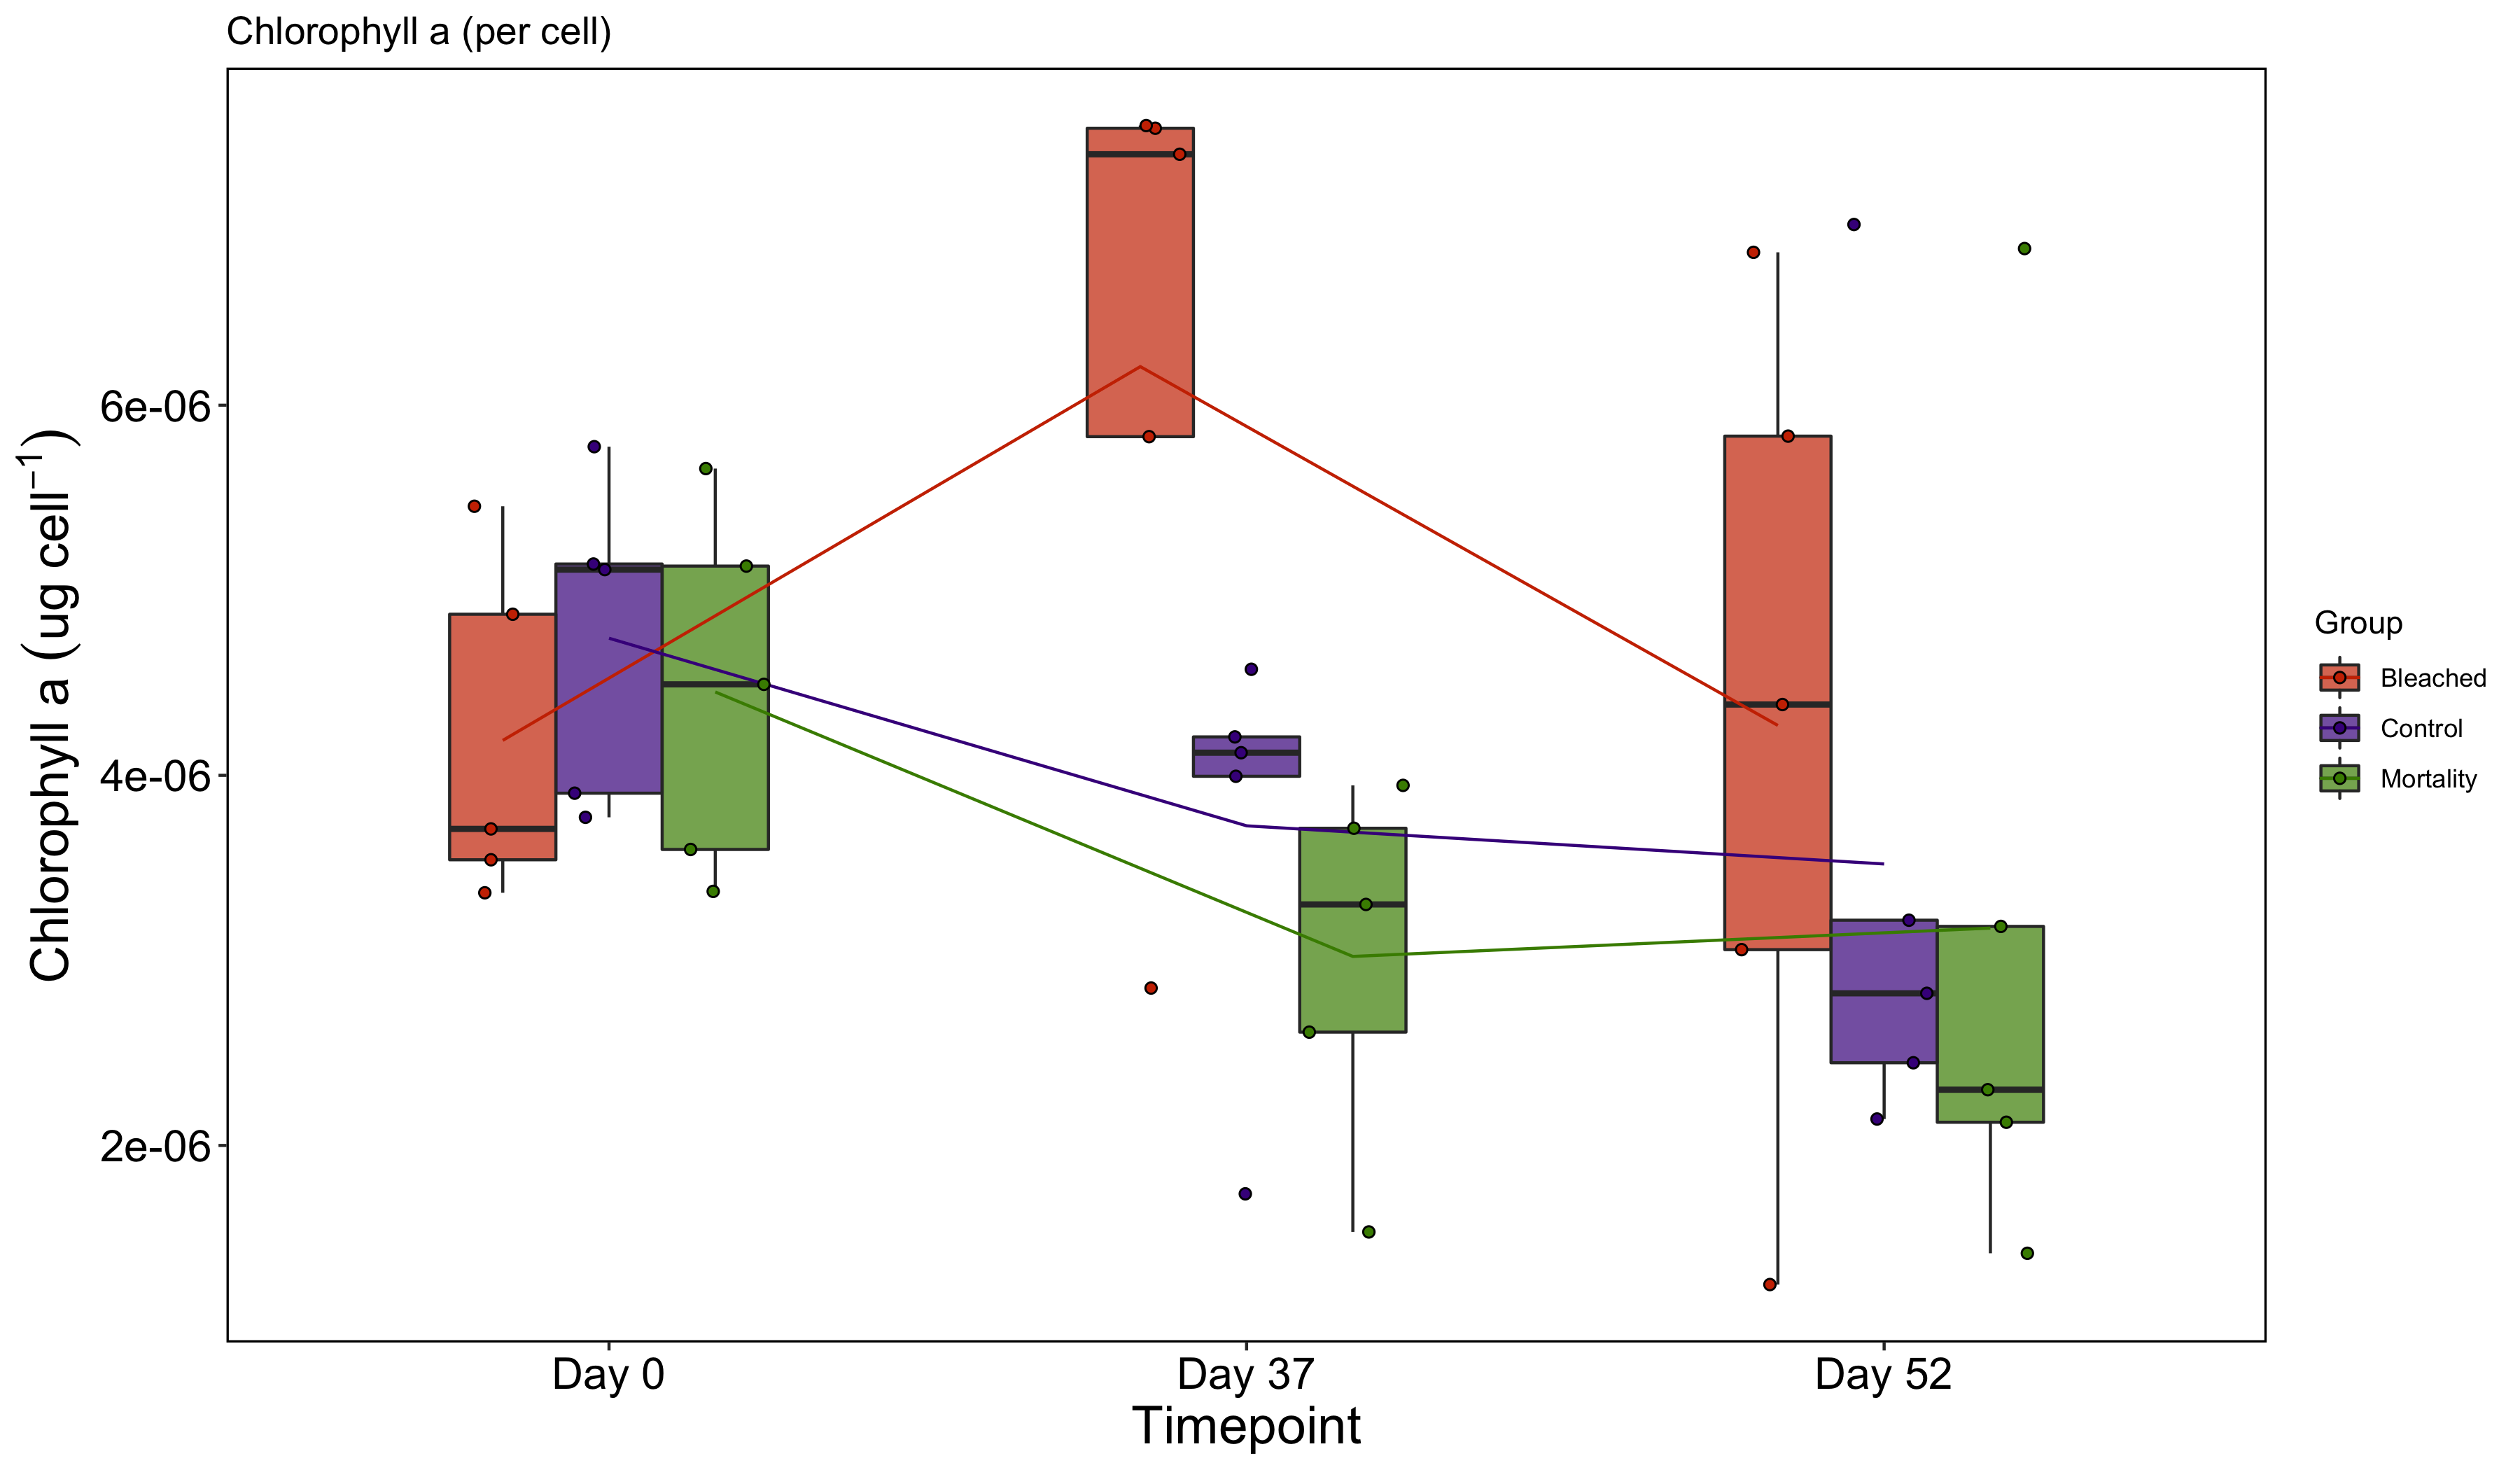 Chlorophyll a (per cell)
Chlorophyll a (ug cell⁻¹)
6e-06
4e-06
2e-06
Day 0
Day 37
Day 52
Timepoint
Group
Bleached
Control
Mortality